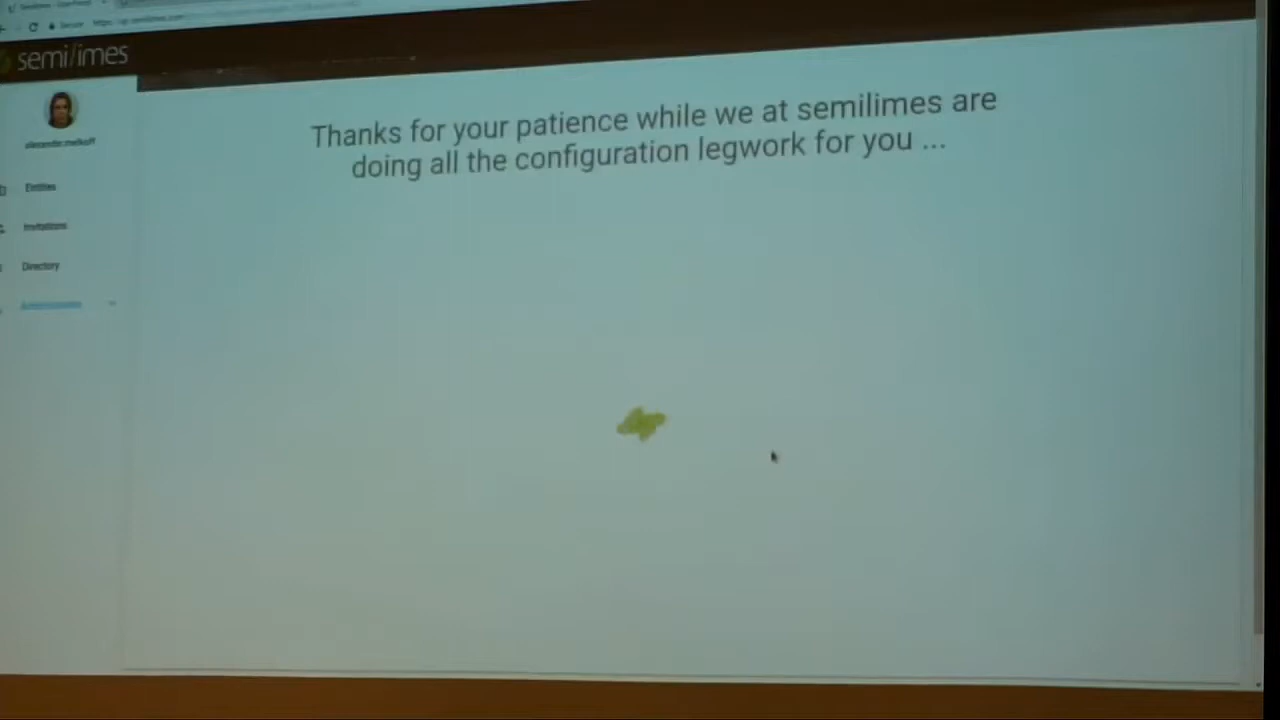 Secure
semilimes
Thanks for your patience while we at semilimes are
doing all the configuration legwork for you ...
Entities
Invitations
Directory